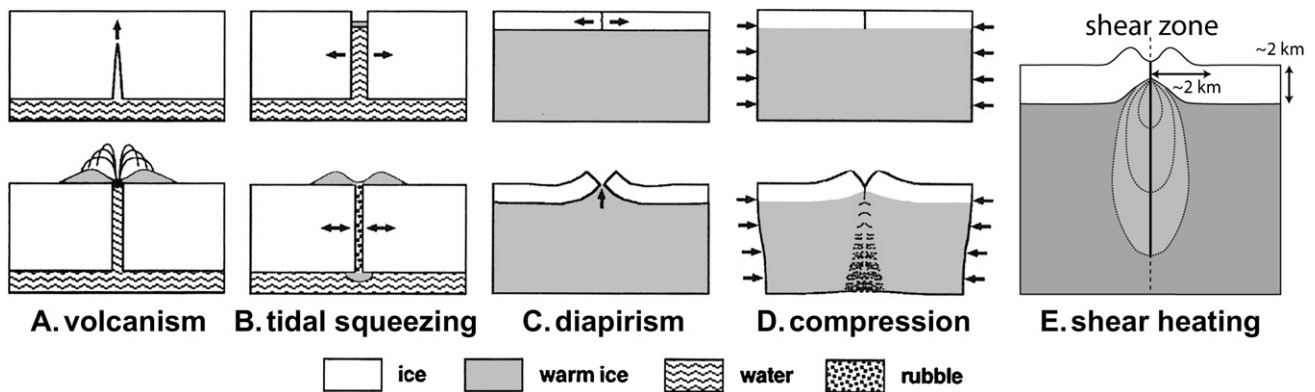 shear zone
~2 km
~2 km
A. volcanism
B. tidal squeezing
C. diapirism
D. compression
E. shear heating
ice
warm ice
water
rubble